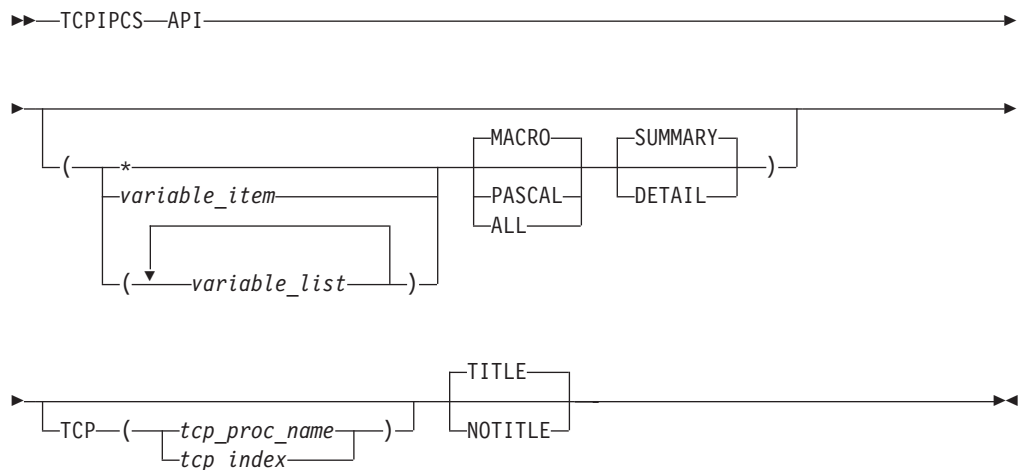 TCPIPCS API
MACRO SUMMARY
( * )
variable_item PASCAL DETAIL
ALL
( variable_list )
TITLE
TCP ( tcp_proc_name ) NOTITLE
tcp_index